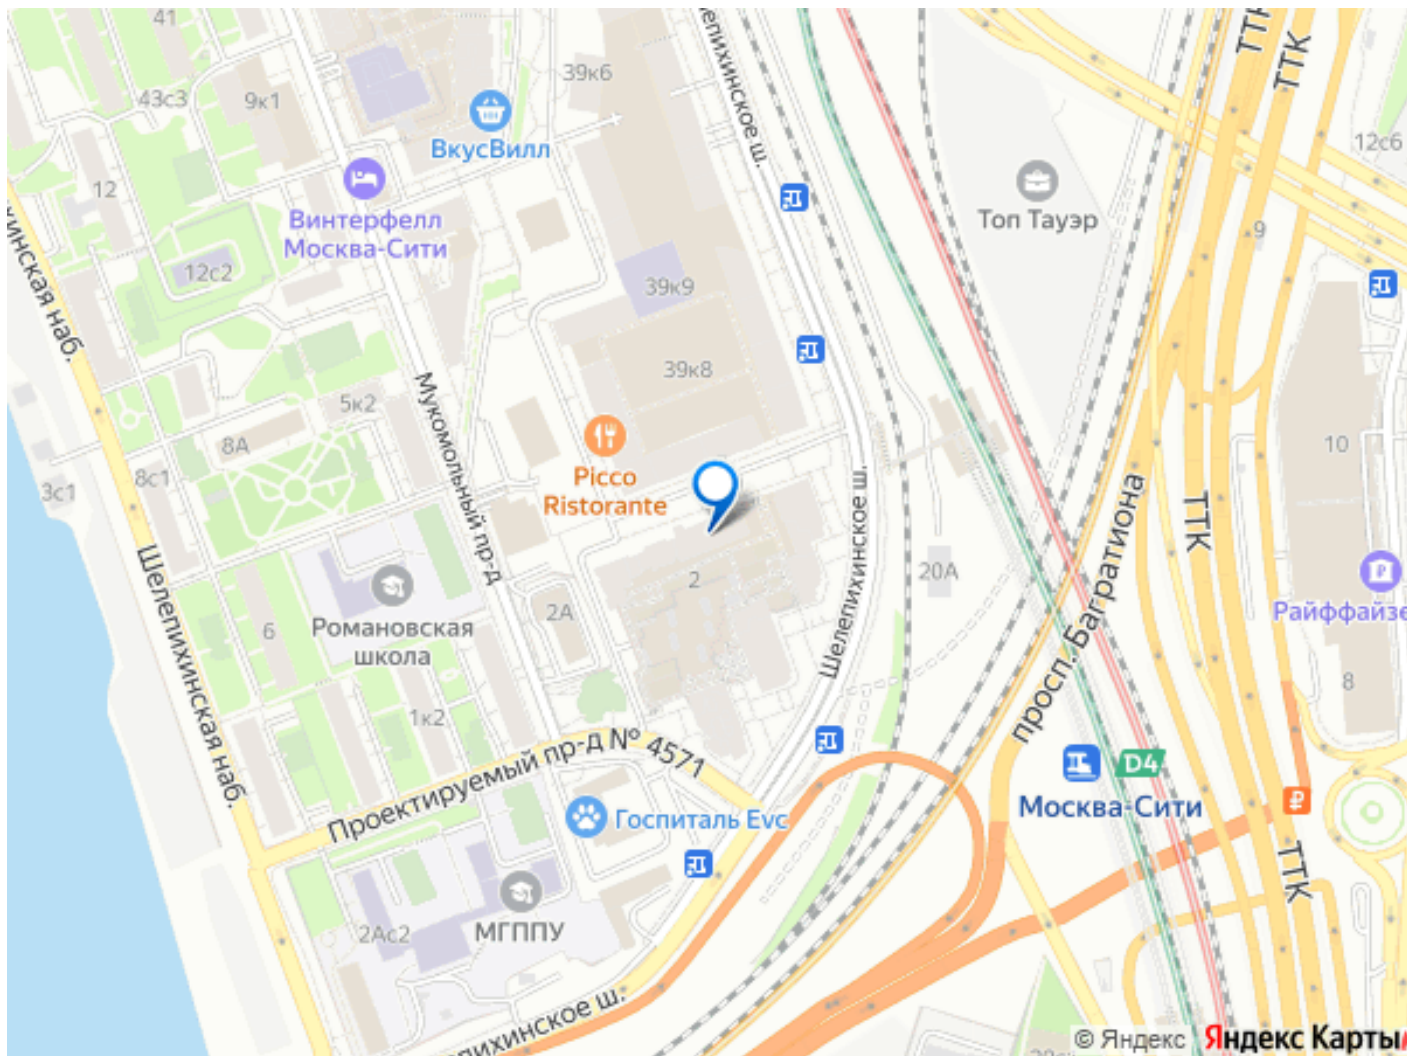 41
43с3
9к1
39к6
ВкусВилл
12
Винтерфелл
Москва-Сити
12с2
39к9
39к8
5к2
8А
8с1
3с1
Мукомольный пр-д
Picco
Ristorante
Топ Тауэр
12с6
9
ТТК
ТТК
10
Шелепихинское ш.
2
2А
20А
Романовская
школа
6
1к2
Шелепихинская наб.
Проектируемый пр-д № 4571
Госпиталь Evc
МГППУ
2Ас2
просп. Багратиона
ТТК
8
D4
Москва-Сити
ТТК
© Яндекс
Яндекс Карты